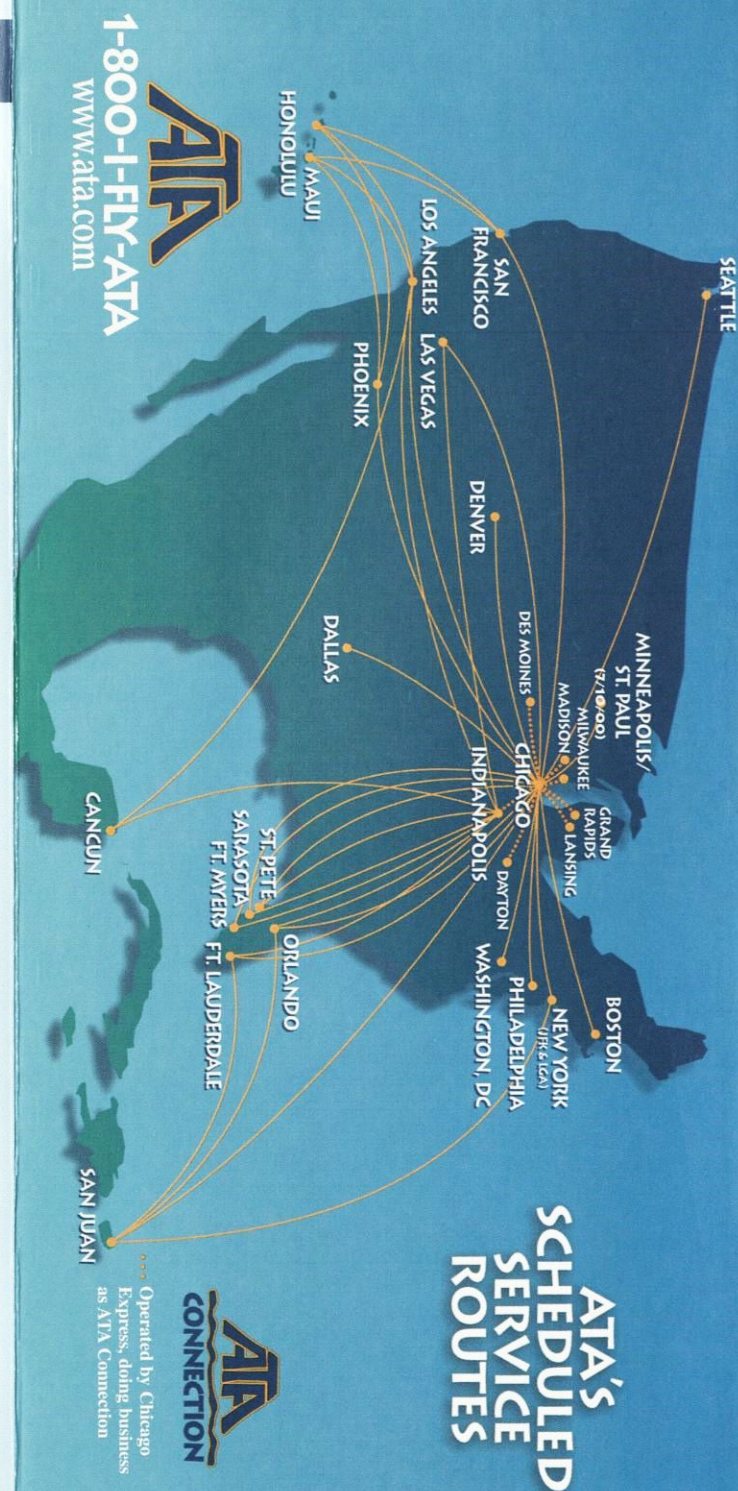 ATA'S
SCHEDULED
SERVICE
ROUTES
SEATTLE
MINNEAPOLIS/
ST. PAUL
(7/10/00)
MADISON
MILWAUKEE
GRAND
RAPIDS
LANSING
BOSTON
SAN
FRANCISCO
DES MOINES
CHICAGO
DAYTON
NEW YORK
(JFK & LGA)
PHILADELPHIA
WASHINGTON, DC
DENVER
INDIANAPOLIS
LAS VEGAS
LOS ANGELES
PHOENIX
DALLAS
MAUI
HONOLULU
ORLANDO
ST. PETE
SARASOTA
FT. MYERS
FT. LAUDERDALE
CANCUN
SAN JUAN
ATA
1-800-I-FLY-ATA
www.ata.com
ATA
CONNECTION
... Operated by Chicago
Express, doing business
as ATA Connection